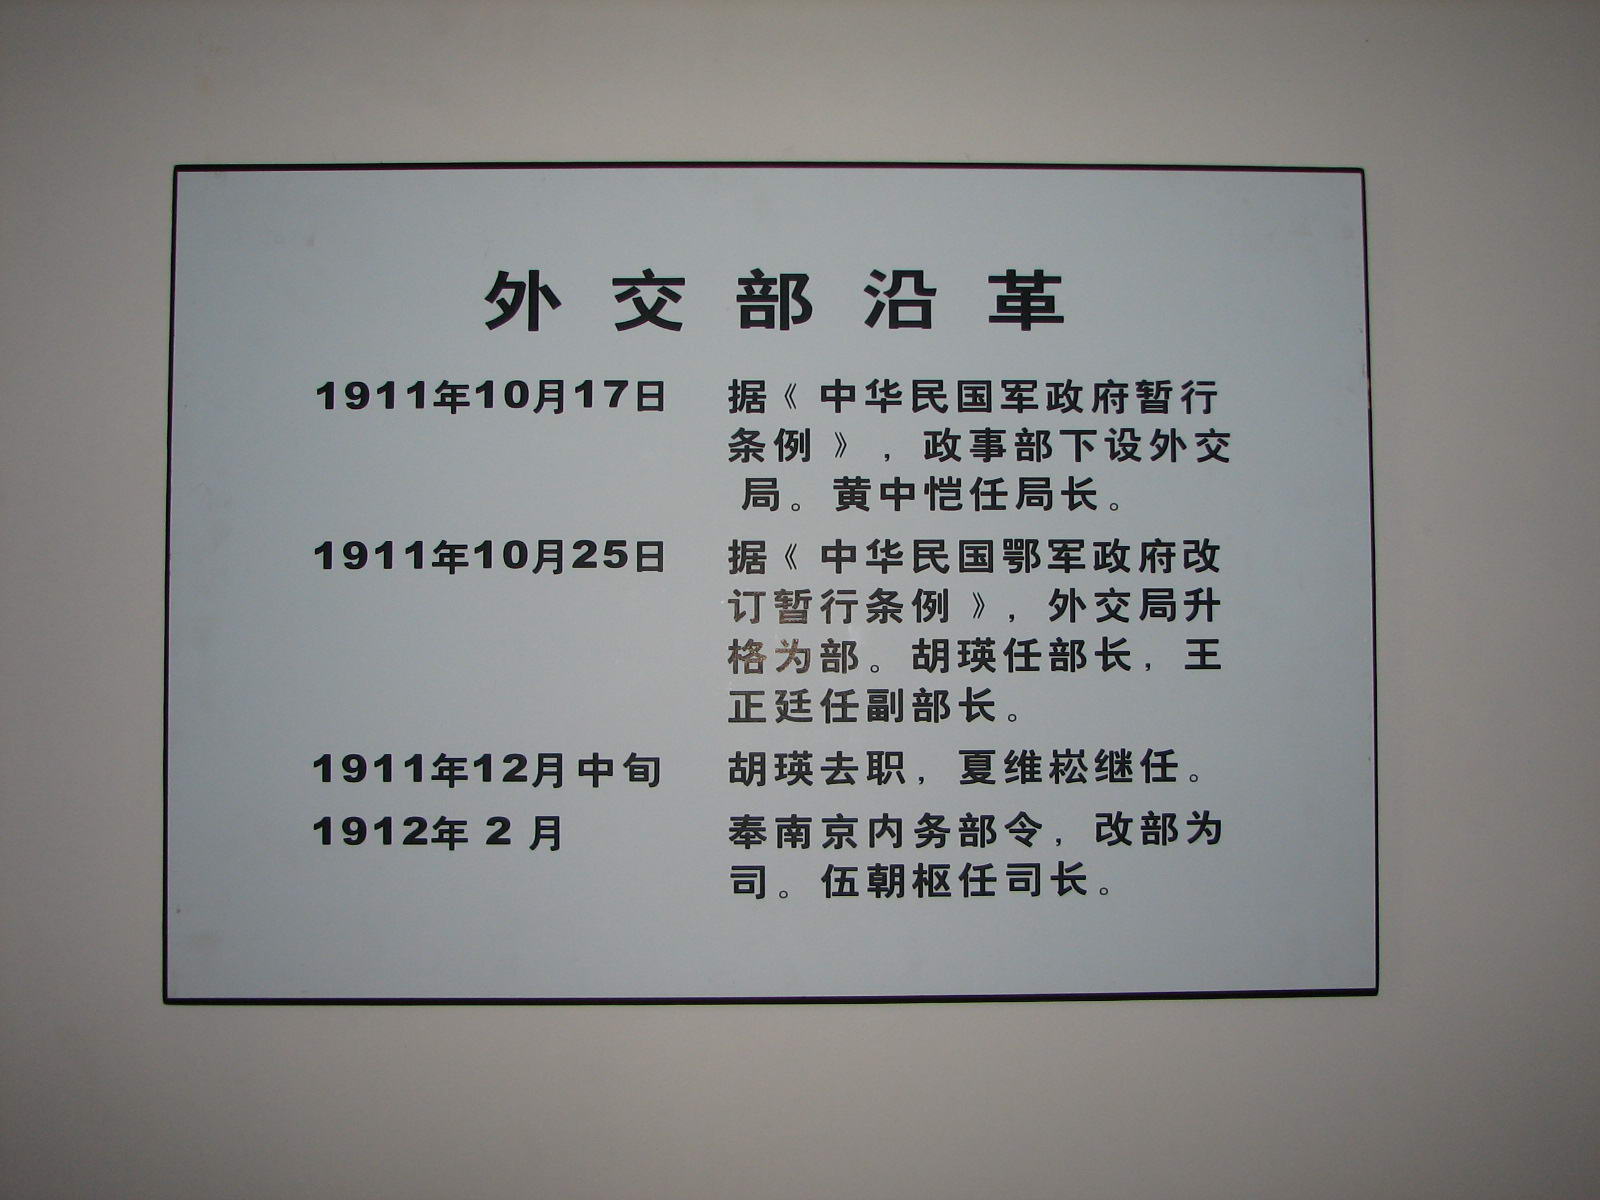 外交部沿革
1911年10月17日 据《中华民国军政府暂行
条例》，政事部下设外交
局。黄中恺任局长。
1911年10月25日 据《中华民国鄂军政府改
订暂行条例》，外交局升
格为部。胡瑛任部长，王
正廷任副部长。
1911年12月中旬 胡瑛去职，夏维崧继任。
1912年2月 奉南京内务部令，改部为
司。伍朝枢任司长。